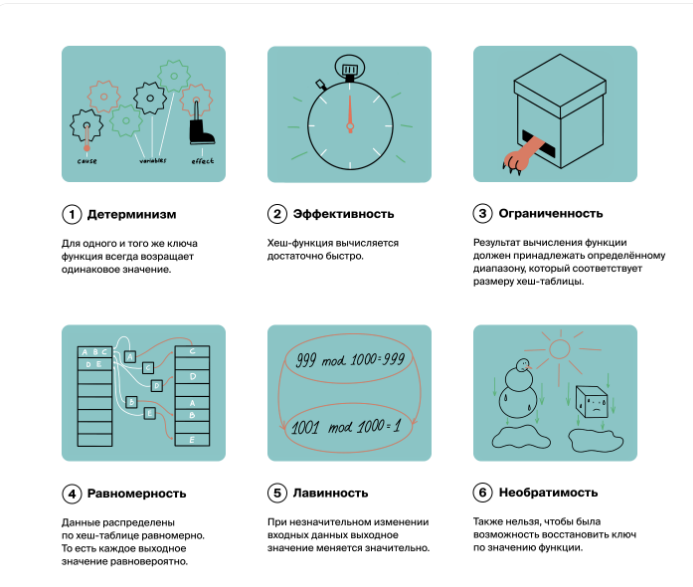 cause
variables
effect
1 Детерминизм
Для одного и того же ключа
функция всегда возращает
одинаковое значение.
2 Эффективность
Хеш-функция вычисляется
достаточно быстро.
3 Ограниченность
Результат вычисления функции
должен принадлежать определённому
диапазону, который соответствует
размеру хеш-таблицы.
A B C
D E
A
C
D
B
E
C
D
A
B
E
4 Равномерность
Данные распределены
по хеш-таблице равномерно.
То есть каждое выходное
значение равновероятно.
999 mod 1000=999
1001 mod 1000=1
5 Лавинность
При незначительном изменении
входных данных выходное
значение меняется значительно.
6 Необратимость
Также нельзя, чтобы была
возможность восстановить ключ
по значению функции.